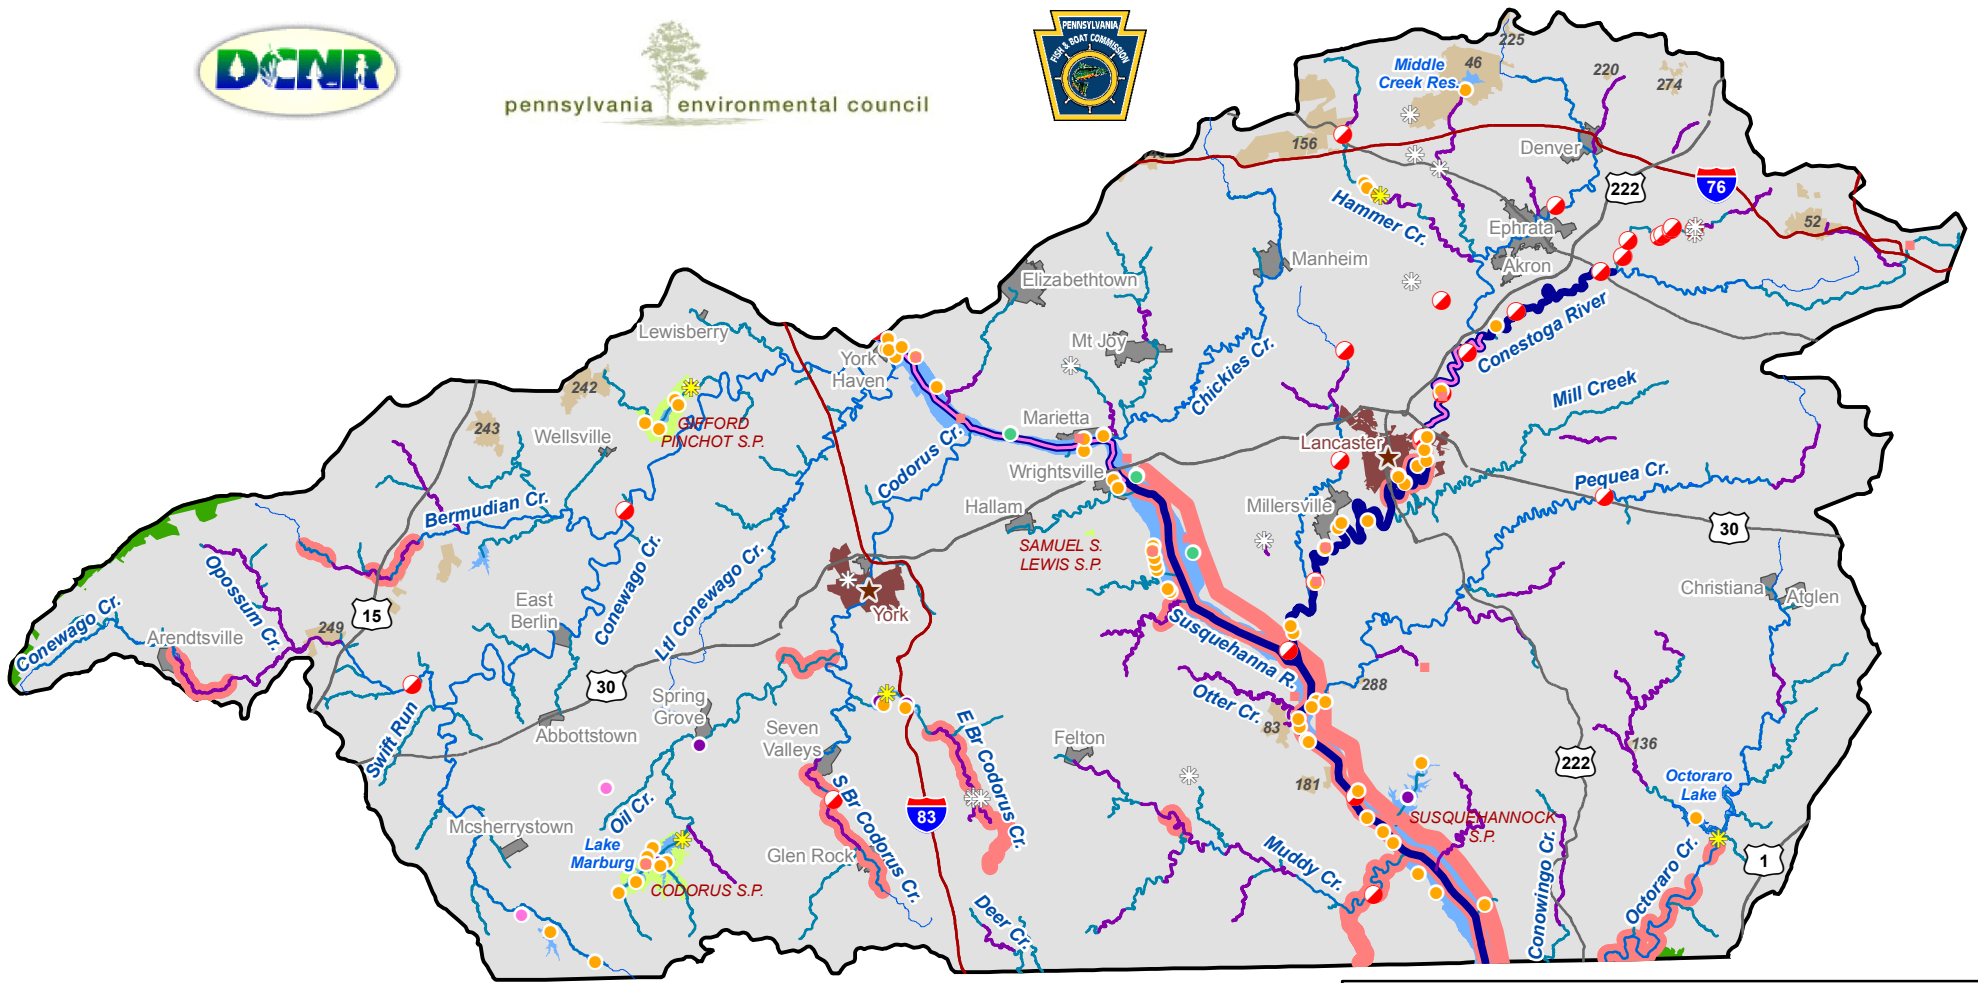 DCNR
pennsylvania environmental council
PENNSYLVANIA
FISH & BOAT COMMISSION
225
Middle
Creek Res.
46
220
274
156
Denver
222
76
Hammer Cr.
Ephrata
52
Akron
Manheim
Elizabethtown
Conestoga River
Lewisberry
Mt Joy
York
Haven
Chickies Cr.
Mill Creek
242
GIFFORD
PINCHOT S.P.
243
Wellsville
Marietta
Codorus Cr.
Lancaster
Wrightsville
Pequea Cr.
Bermudian Cr.
Hallam
Millersville
30
SAMUEL S.
LEWIS S.P.
Opossum Cr.
Conewago Cr.
Ltl Conewago Cr.
Christiana
Atglen
East
Berlin
15
York
Conewago Cr.
Arendtsville
249
Susquehanna R.
30
Spring
Grove
Otter Cr.
288
Swift Run
Abbottstown
Seven
Valleys
E Br Codorus Cr.
Felton
83
136
222
Octoraro
Lake
181
Oil Cr.
S Br Codorus Cr.
83
SUSQUEHANNOCK
S.P.
Mcsherrystown
Lake
Marburg
Glen Rock
Muddy Cr.
1
CODORUS S.P.
Conowingo Cr.
Octoraro Cr.
Deer Cr.